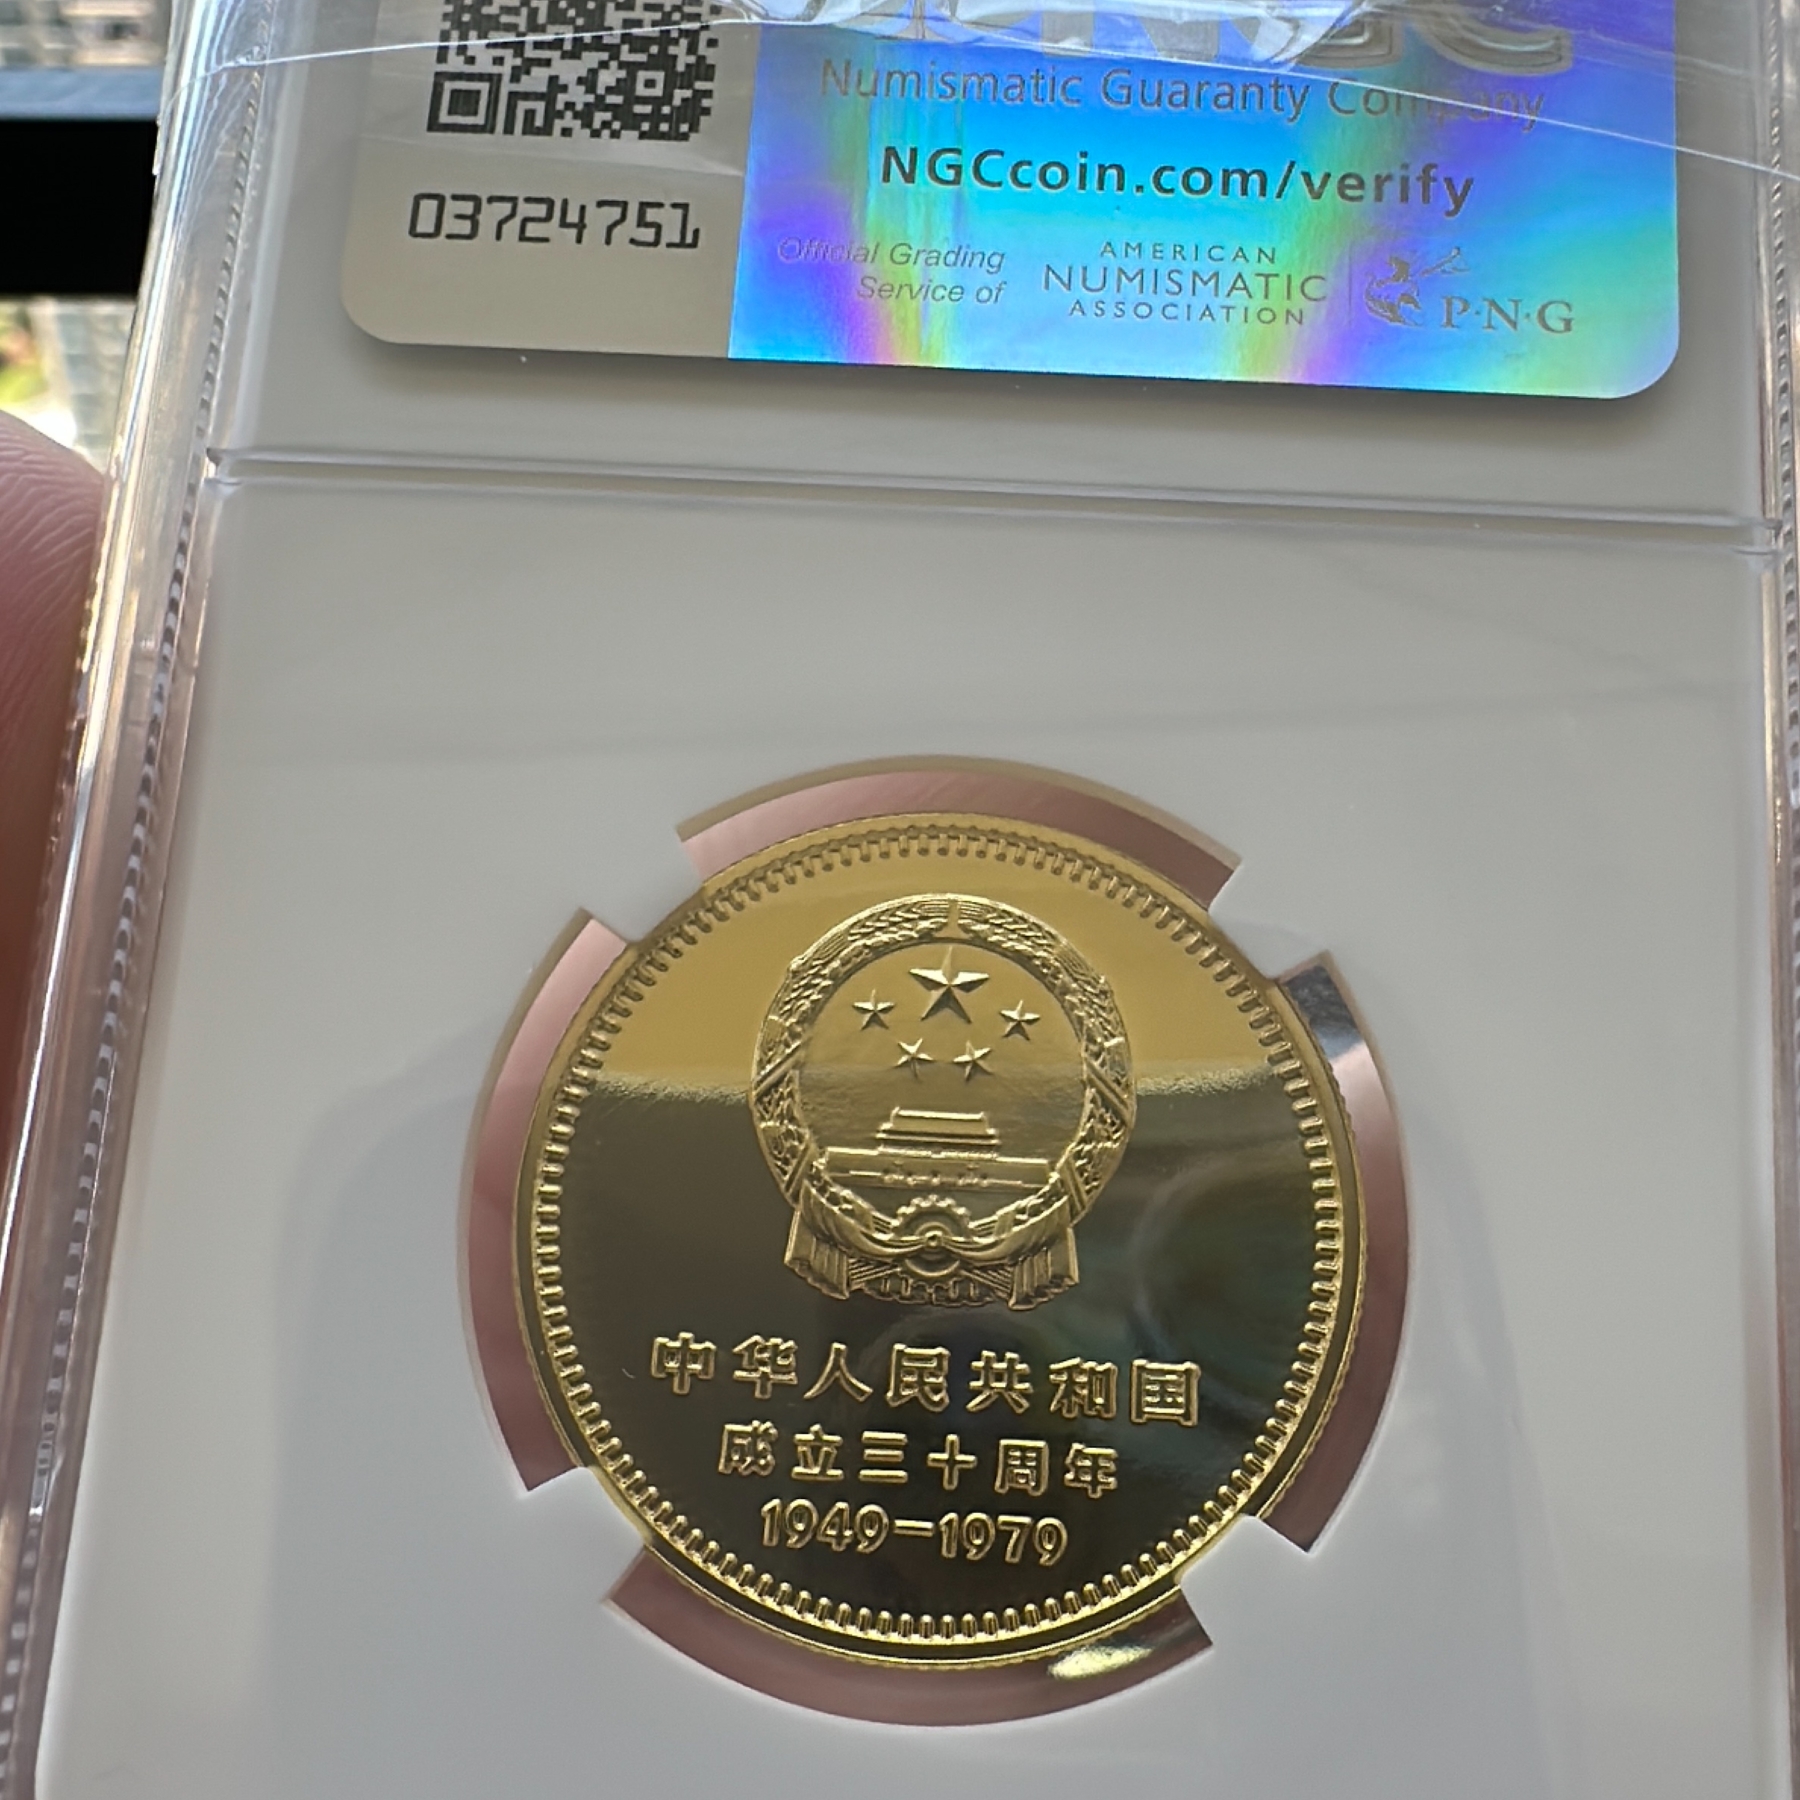 NGC
Numismatic Guaranty Company
NGCcoin.com/verify
03724751
Official Grading
Service of
AMERICAN
NUMISMATIC
ASSOCIATION
P·N·G
中华人民共和国
成立三十周年
1949-1979